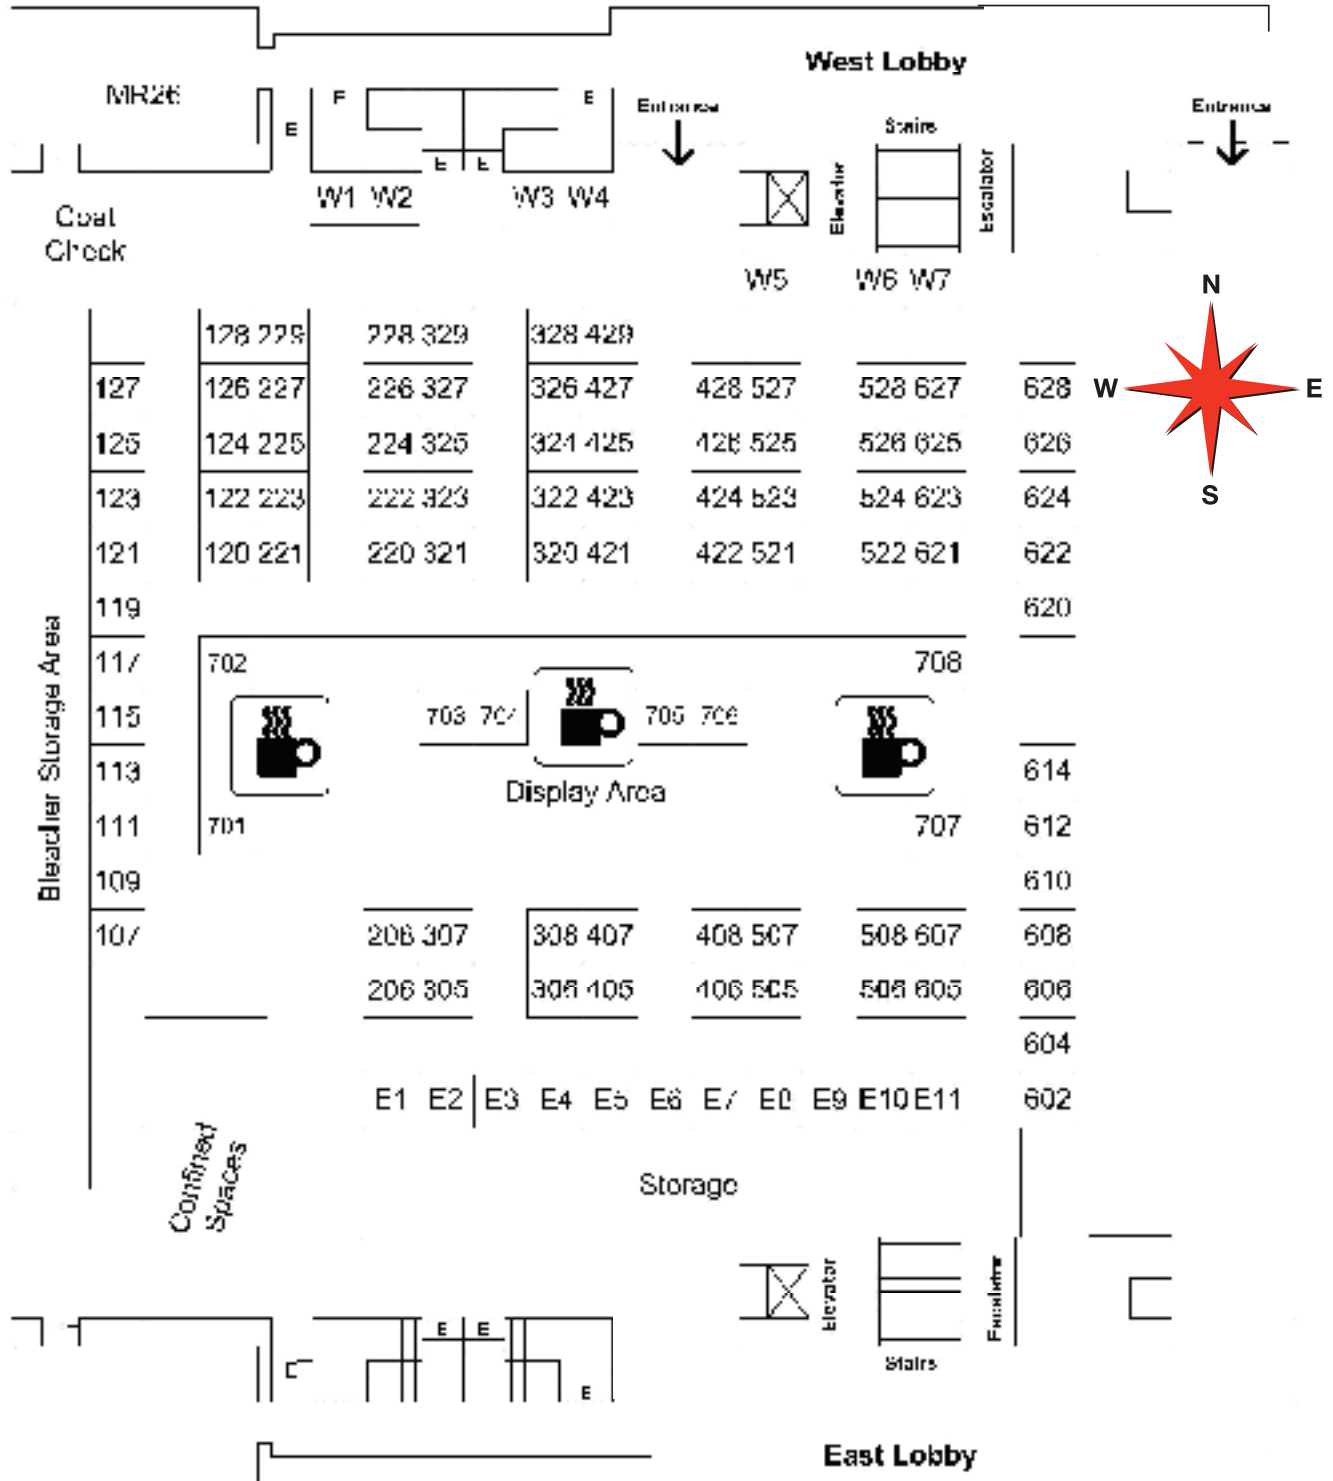 West Lobby
MR26
E
E
Entrance
Entrance
Stairs
E
E
E
Elevator
Escalator
W1 W2 W3 W4
Coat
Check
W5 W6 W7
N
128 229 228 329 328 429
127 126 227 226 327 326 427 428 527 528 627 628
W E
125 124 225 224 325 324 425 426 525 526 625 626
123 122 223 222 323 322 423 424 523 524 623 624
S
121 120 221 220 321 320 421 422 521 522 621 622
119 620
Bleacher Storage Area
117 702 708
115 703 704 705 706
113 614
Display Area
111 701 707 612
109 610
107 208 307 308 407 408 507 508 607 608
206 305 306 405 406 505 506 605 606
604
E1 E2 E3 E4 E5 E6 E7 E8 E9 E10 E11 602
Confined
Spaces
Storage
Elevator
Escalator
E E
Stairs
E
East Lobby